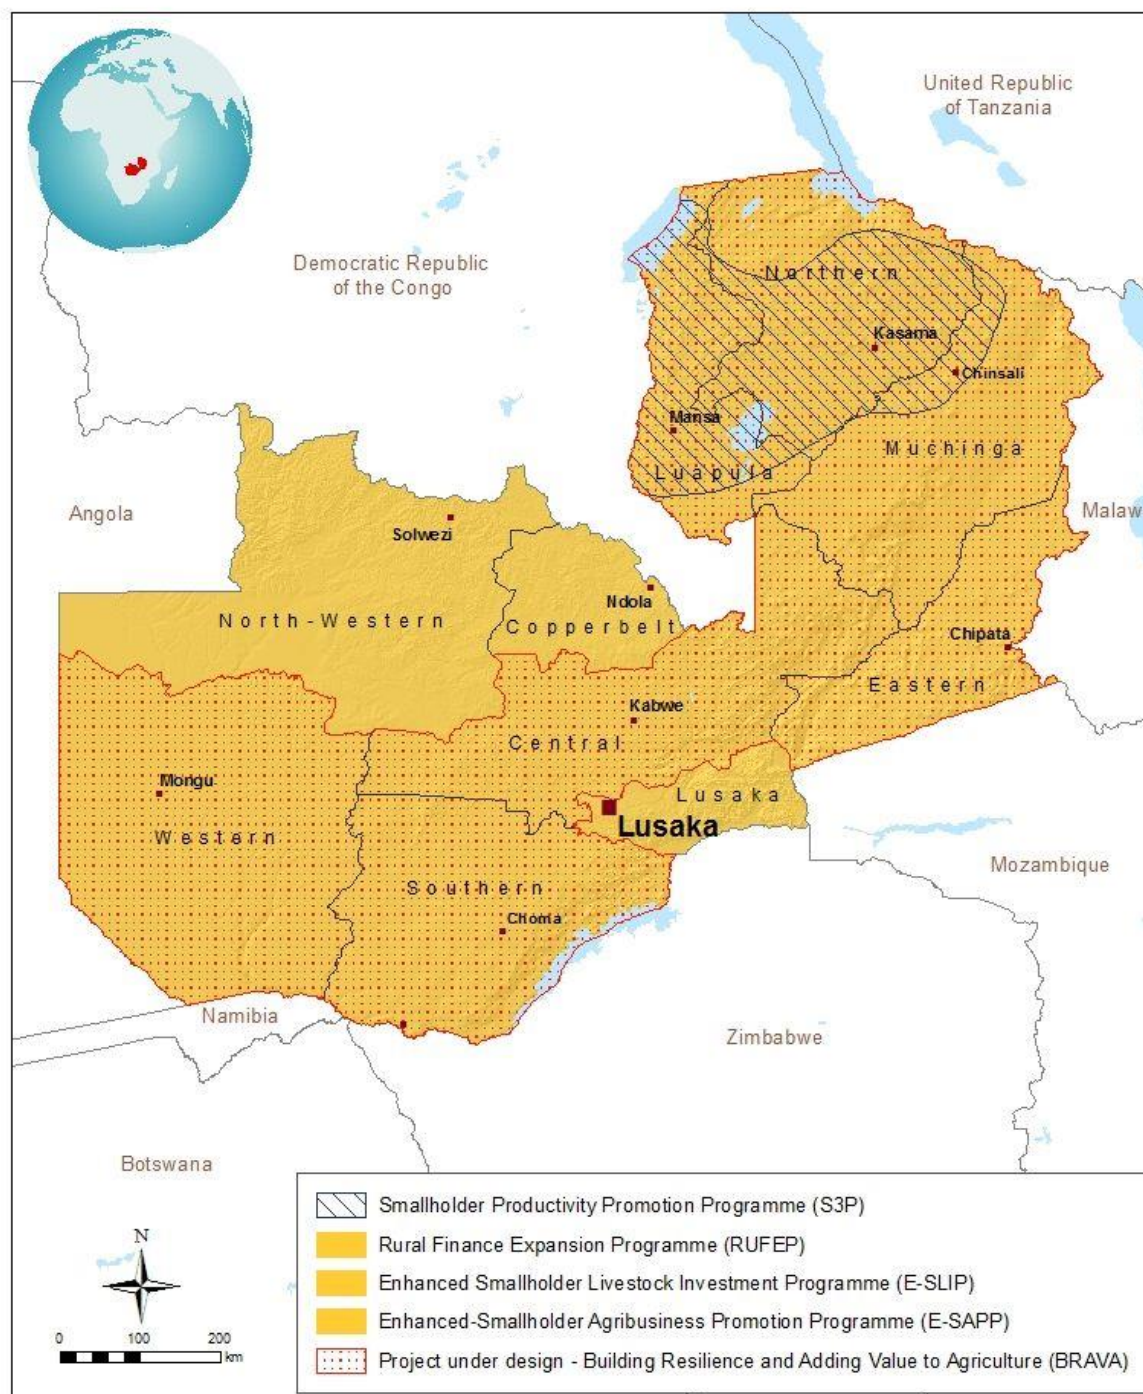 United Republic
of Tanzania
Democratic Republic
of the Congo
Northern
Kasama
Chinsali
Mansa
Muchinga
Luapula
Angola
Malaw
Solwezi
Ndola
North-Western
Copperbelt
Chipata
Eastern
Kabwe
Central
Mongu
Lusaka
Lusaka
Western
Mozambique
Southern
Choma
Namibia
Zimbabwe
Botswana
Smallholder Productivity Promotion Programme (S3P)
Rural Finance Expansion Programme (RUFEP)
Enhanced Smallholder Livestock Investment Programme (E-SLIP)
Enhanced-Smallholder Agribusiness Promotion Programme (E-SAPP)
Project under design - Building Resilience and Adding Value to Agriculture (BRAVA)
N
0 100 200
km